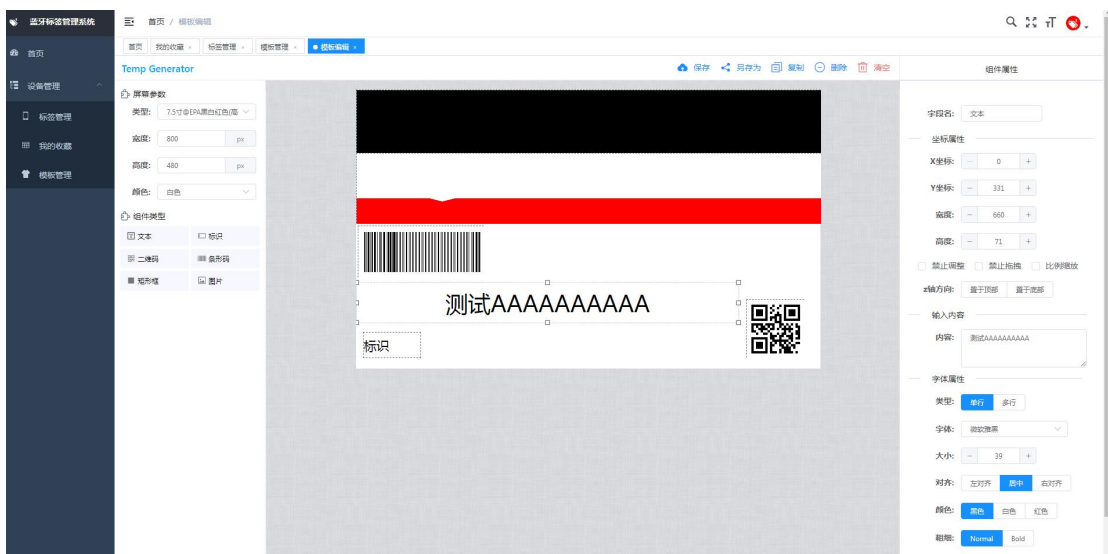 蓝牙标签管理系统
首页 / 模板编辑
首页 我的收藏 × 标签管理 × 模板管理 × 模板编辑 ×
首页
设备管理
标签管理
我的收藏
模板管理
Temp Generator
保存 另存为 复制 删除 清空
屏幕参数
类型: 7.5寸@EPA黑白红色(高
宽度: 800 px
高度: 480 px
颜色: 白色
组件类型
文本 标识
二维码 条形码
矩形框 图片
测试AAAAAAAAAA
标识
组件属性
字段名: 文本
坐标属性
X坐标: − 0 +
Y坐标: − 331 +
宽度: − 660 +
高度: − 71 +
禁止调整 禁止拖拽 比例缩放
z轴方向: 置于顶部 置于底部
输入内容
内容: 测试AAAAAAAAAA
字体属性
类型: 单行 多行
字体: 微软雅黑
大小: − 39 +
对齐: 左对齐 居中 右对齐
颜色: 黑色 白色 红色
粗细: Normal Bold